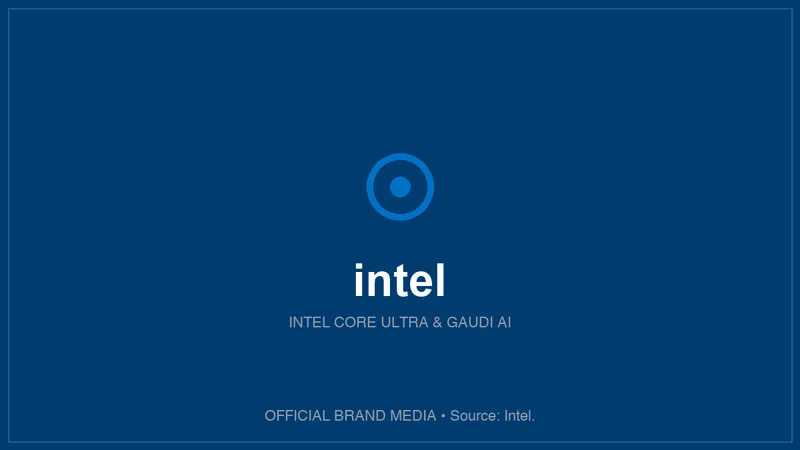 intel
INTEL CORE ULTRA & GAUDI AI
OFFICIAL BRAND MEDIA • Source: Intel.